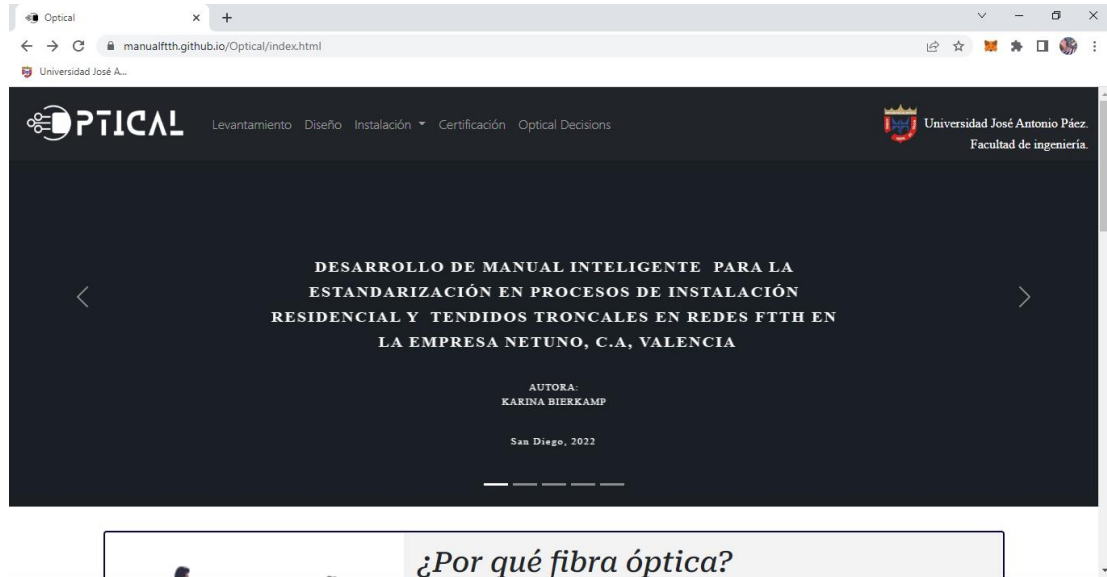 Optical
manualftth.github.io/Optical/index.html
Universidad José A...
OPTICAL
Levantamiento Diseño Instalación Certificación Optical Decisions
Universidad José Antonio Páez.
Facultad de ingeniería.
DESARROLLO DE MANUAL INTELIGENTE PARA LA
ESTANDARIZACIÓN EN PROCESOS DE INSTALACIÓN
RESIDENCIAL Y TENDIDOS TRONCALES EN REDES FTTH EN
LA EMPRESA NETUNO, C.A, VALENCIA
AUTORA:
KARINA BIERKAMP
San Diego, 2022
¿Por qué fibra óptica?